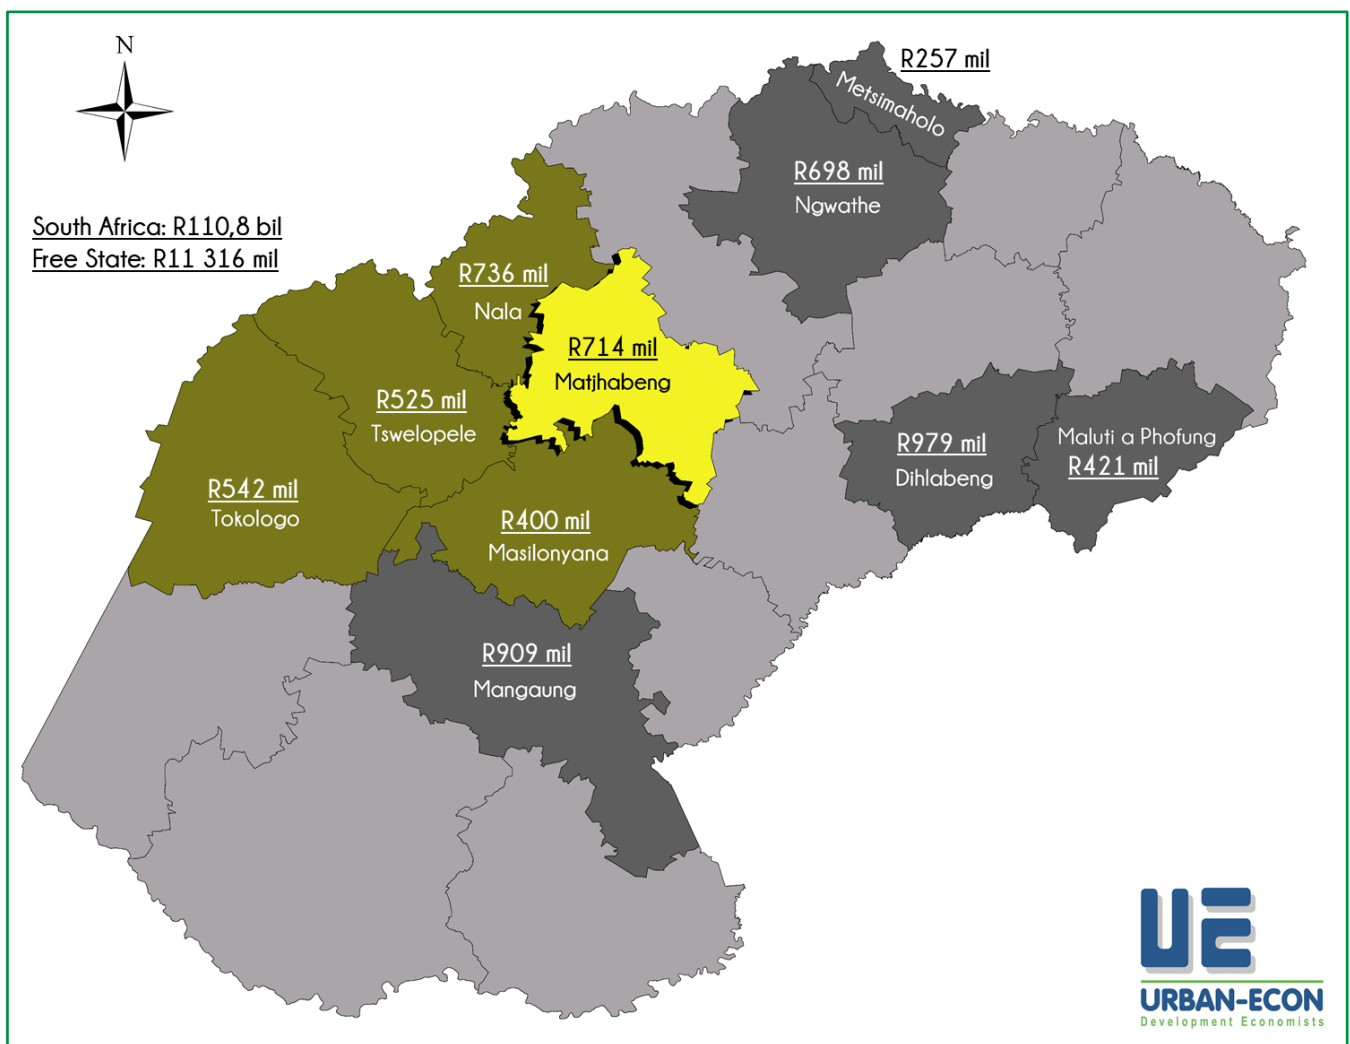 N
R257 mil
Metsimaholo
R698 mil
Ngwathe
South Africa: R110,8 bil
Free State: R11 316 mil
R736 mil
Nala
R714 mil
Matjhabeng
R525 mil
Tswelopele
R979 mil
Dihlabeng
Maluti a Phofung
R421 mil
R542 mil
Tokologo
R400 mil
Masilonyana
R909 mil
Mangaung
UE
URBAN-ECON
Development Economists